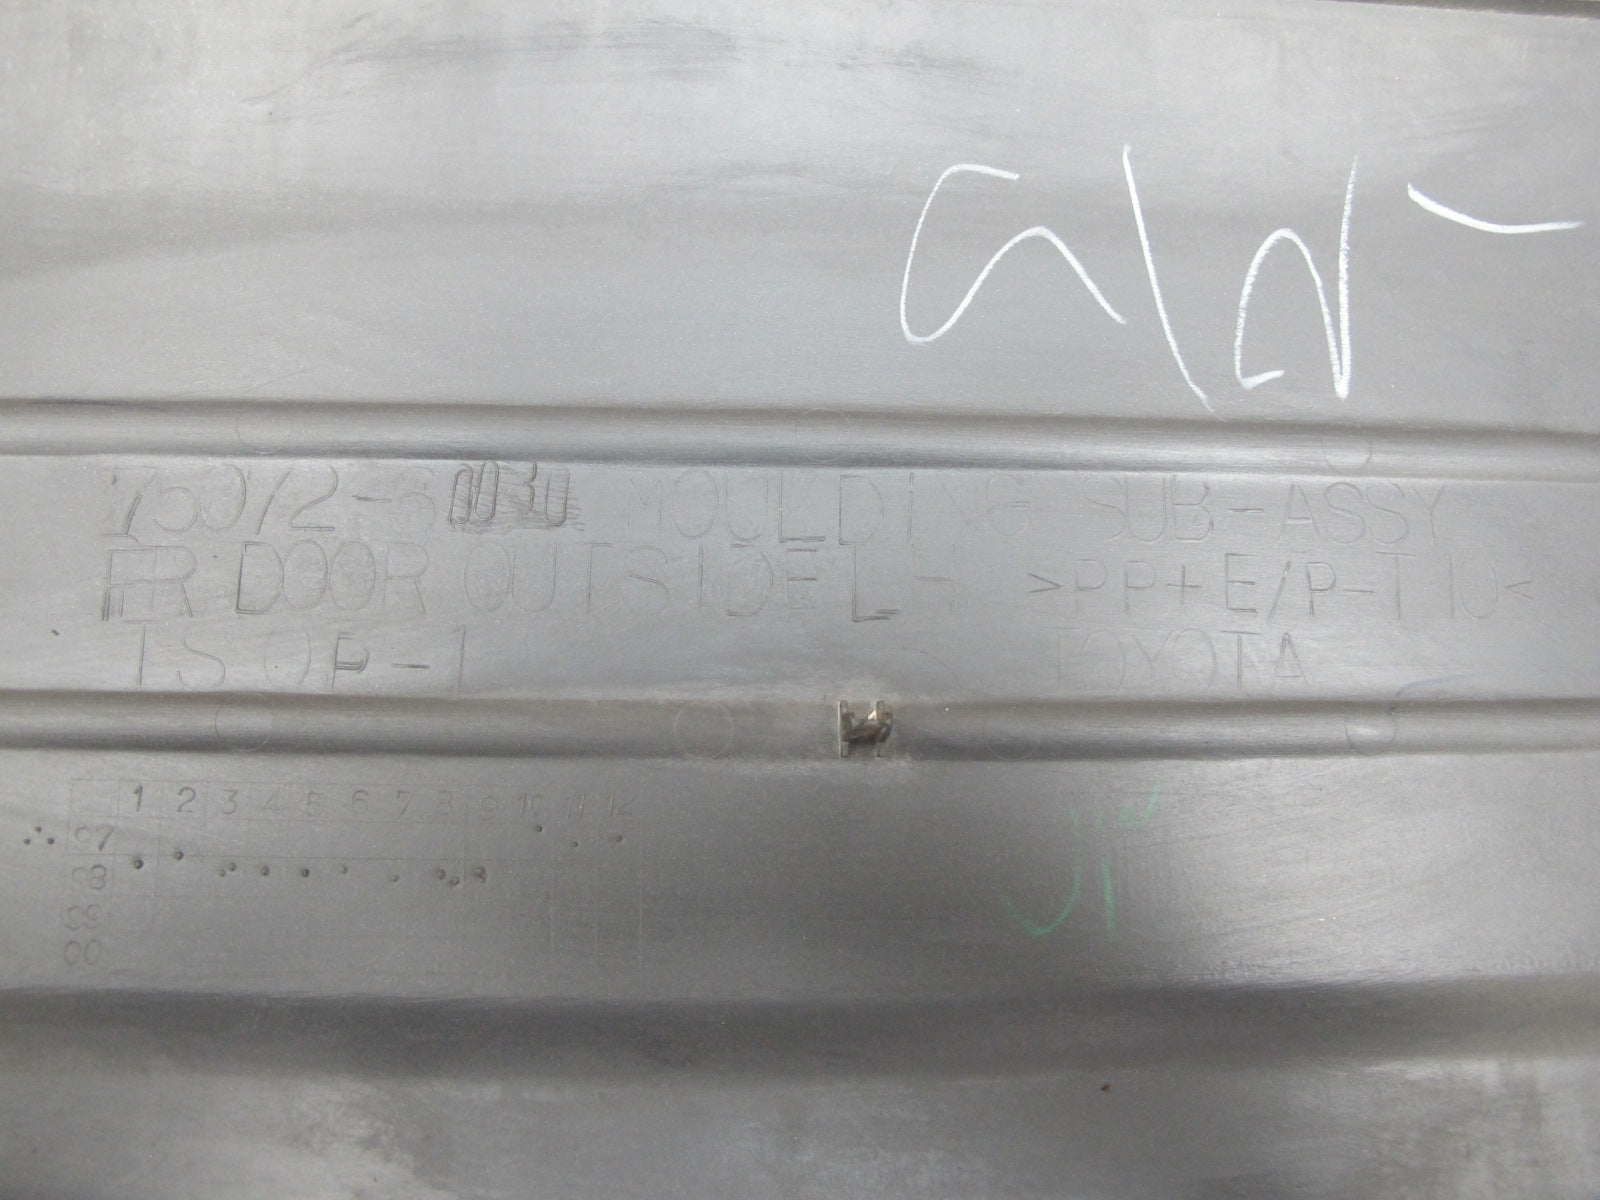 75072-60030 MOULDING SUB-ASSY
FR DOOR OUTSIDE LH >PP+E/P-T10<
TSOP-1 TOYOTA
1 2 3 4 5 6 7 8 9 10 11 12
97
98
99
00